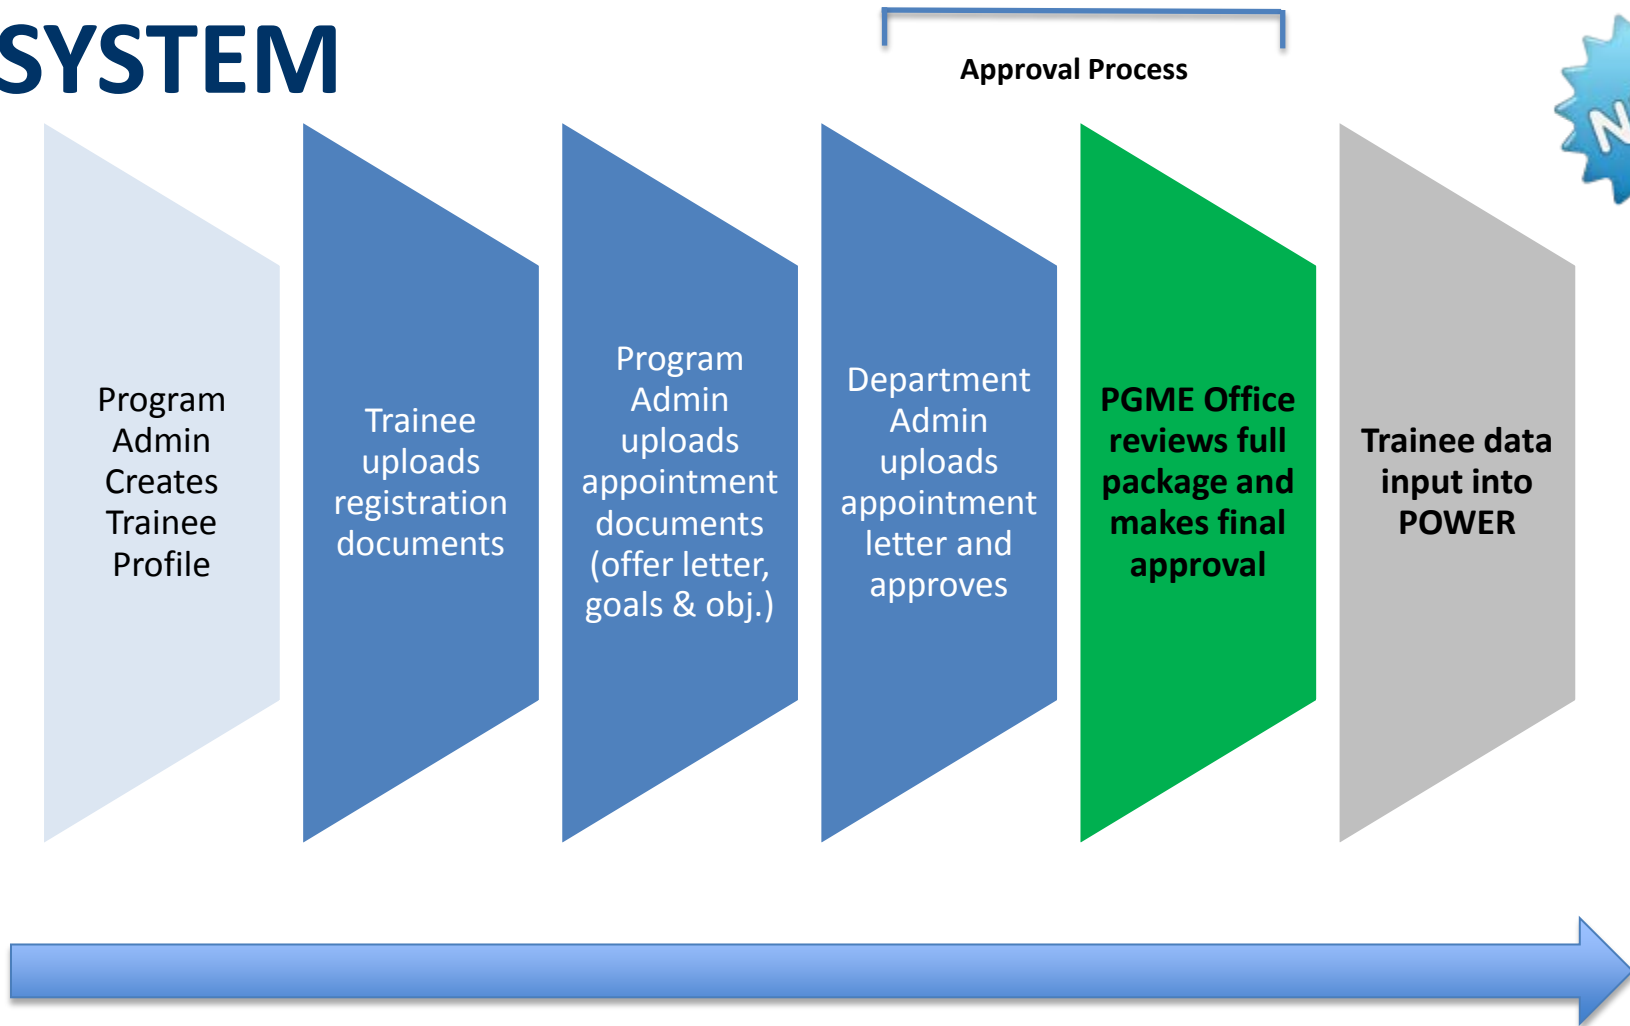 SYSTEM
Approval Process
Program
Admin
Creates
Trainee
Profile
Trainee
uploads
registration
documents
Program
Admin
uploads
appointment
documents
(offer letter,
goals & obj.)
Department
Admin
uploads
appointment
letter and
approves
PGME Office
reviews full
package and
makes final
approval
Trainee data
input into
POWER